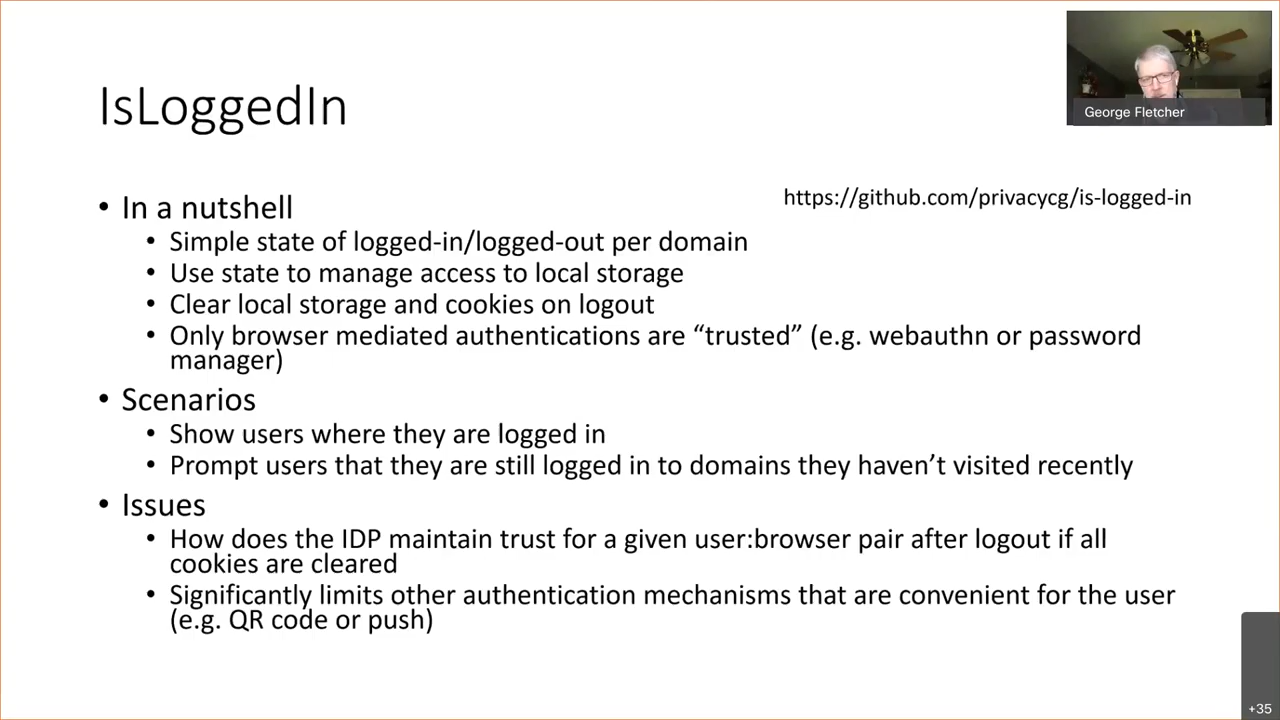 George Fletcher
IsLoggedIn
https://github.com/privacycg/is-logged-in
• In a nutshell
• Simple state of logged-in/logged-out per domain
• Use state to manage access to local storage
• Clear local storage and cookies on logout
• Only browser mediated authentications are “trusted” (e.g. webauthn or password
manager)
• Scenarios
• Show users where they are logged in
• Prompt users that they are still logged in to domains they haven’t visited recently
• Issues
• How does the IDP maintain trust for a given user:browser pair after logout if all
cookies are cleared
• Significantly limits other authentication mechanisms that are convenient for the user
(e.g. QR code or push)
+35